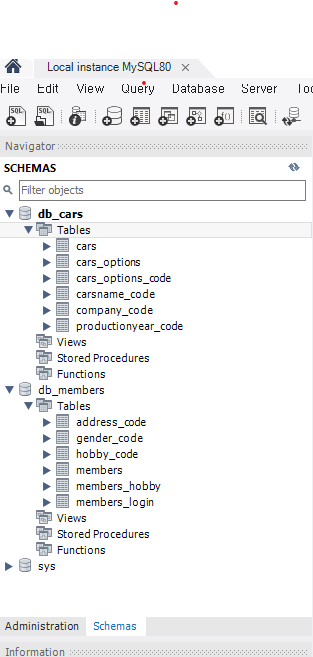 Local instance MySQL80
File Edit View Query Database Server
SQL SQL
Navigator
SCHEMAS
Filter objects
db_cars
Tables
cars
cars_options
cars_options_code
carsname_code
company_code
productionyear_code
Views
Stored Procedures
Functions
db_members
Tables
address_code
gender_code
hobby_code
members
members_hobby
members_login
Views
Stored Procedures
Functions
sys
Administration Schemas
Information